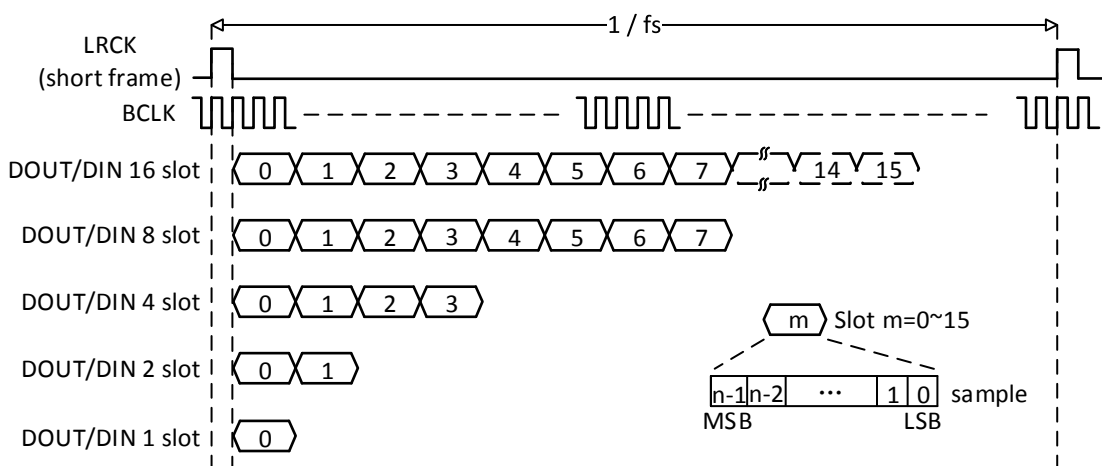 1 / fs
LRCK
(short frame)
BCLK
DOUT/DIN 16 slot 0 1 2 3 4 5 6 7 14 15
DOUT/DIN 8 slot 0 1 2 3 4 5 6 7
DOUT/DIN 4 slot 0 1 2 3
m Slot m=0~15
DOUT/DIN 2 slot 0 1
n-1 n-2 ... 1 0 sample
MSB LSB
DOUT/DIN 1 slot 0